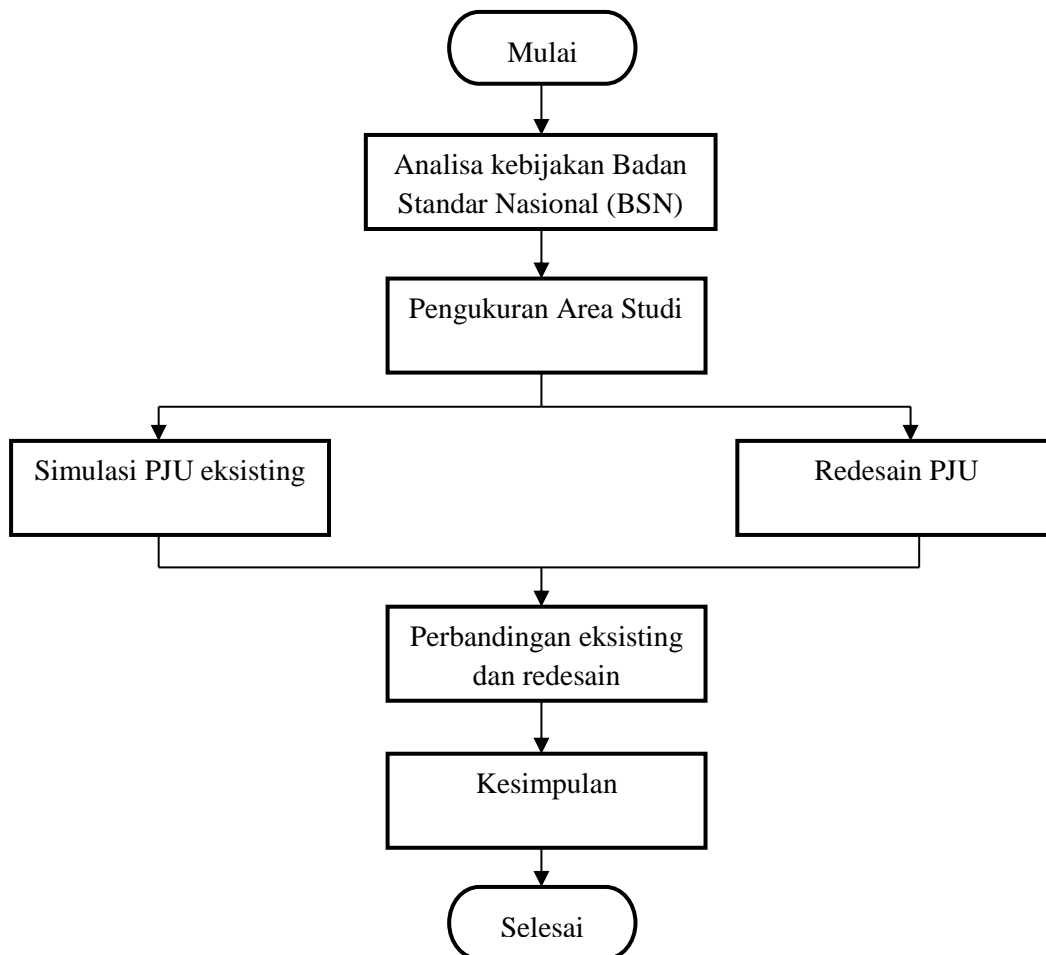 Mulai
Analisa kebijakan Badan
Standar Nasional (BSN)
Pengukuran Area Studi
Simulasi PJU eksisting
Redesain PJU
Perbandingan eksisting
dan redesain
Kesimpulan
Selesai